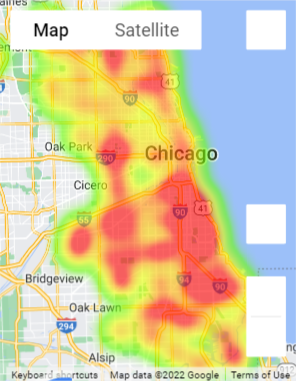 Map
Satellite
41
90
Oak Park
290
Chicago
Cicero
55
90
41
Bridgeview
94
90
Oak Lawn
294
Alsip
Keyboard shortcuts
Map data ©2022 Google
Terms of Use